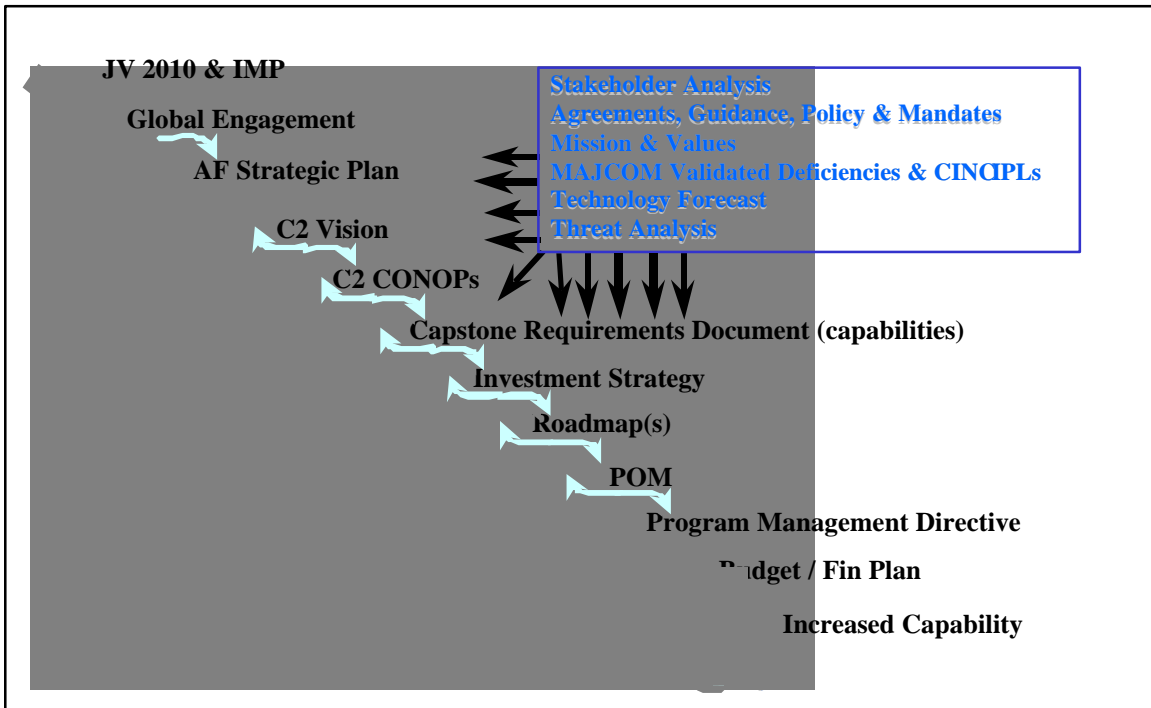 JV 2010 & IMP
Global Engagement
AF Strategic Plan
C2 Vision
C2 CONOPs
Capstone Requirements Document (capabilities)
Investment Strategy
Roadmap(s)
POM
Program Management Directive
Budget / Fin Plan
Increased Capability
Stakeholder Analysis
Agreements, Guidance, Policy & Mandates
Mission & Values
MAJCOM Validated Deficiencies & CINCIPLs
Technology Forecast
Threat Analysis